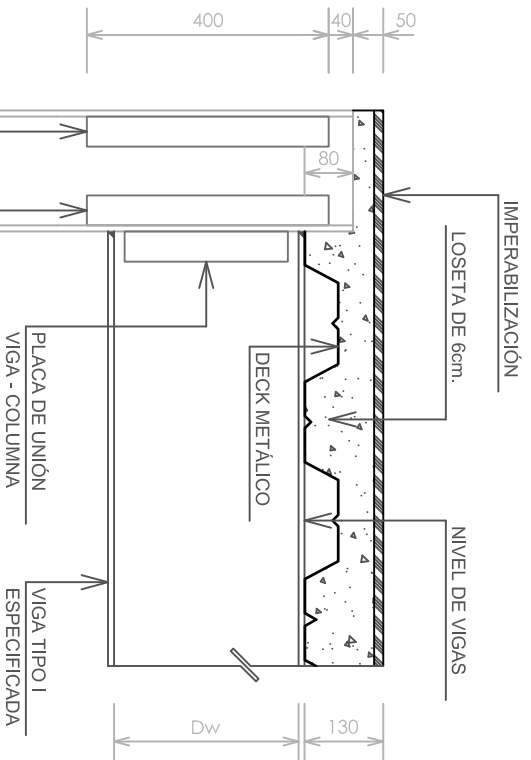 400
40
50
80
IMPERABILIZACIÓN
LOSETA DE 6cm.
DECK METÁLICO
PLACA DE UNIÓN
VIGA - COLUMNA
NIVEL DE VIGAS
VIGA TIPO I
ESPECIFICADA
Dw
130